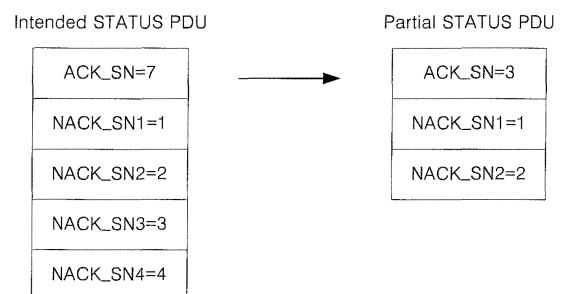 Intended STATUS PDU
ACK_SN=7
NACK_SN1=1
NACK_SN2=2
NACK_SN3=3
NACK_SN4=4
Partial STATUS PDU
ACK_SN=3
NACK_SN1=1
NACK_SN2=2